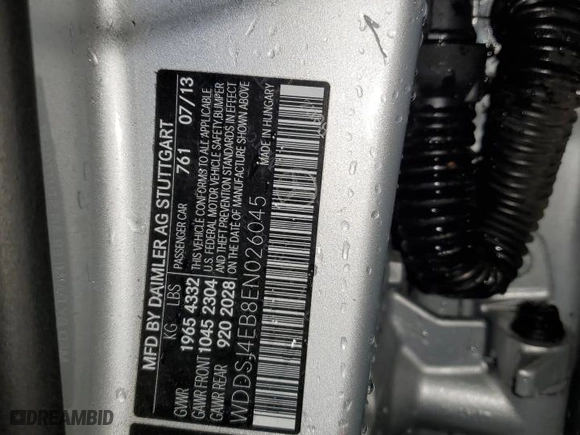 MFD BY DAIMLER AG STUTTGART
KG LBS PASSENGER CAR 761 07/13
GVWR 1965 4332 THIS VEHICLE CONFORMS TO ALL APPLICABLE
GAWR FRONT 1045 2304 U.S. FEDERAL MOTOR VEHICLE SAFETY, BUMPER
GAWR REAR 920 2028 AND THEFT PREVENTION STANDARDS IN EFFECT
ON THE DATE OF MANUFACTURE SHOWN ABOVE
WDDSJ4EB8EN026045 MADE IN HUNGARY
DREAMBID